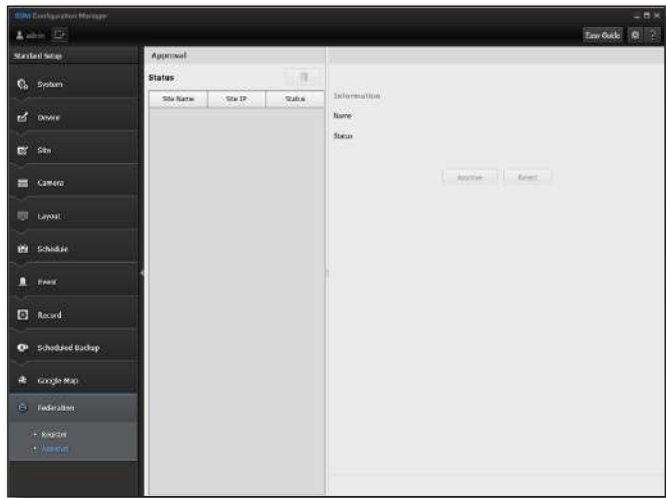 SSM Configuration Manager
admin
Easy Guide
?
Standard Setup
Approval
System
Status
Site Name Site IP Status
Information
Device
Name
Site
Status
Camera
Approve Reject
Layout
Schedule
Event
Record
Scheduled Backup
Google Map
Federation
• Register
• Approval